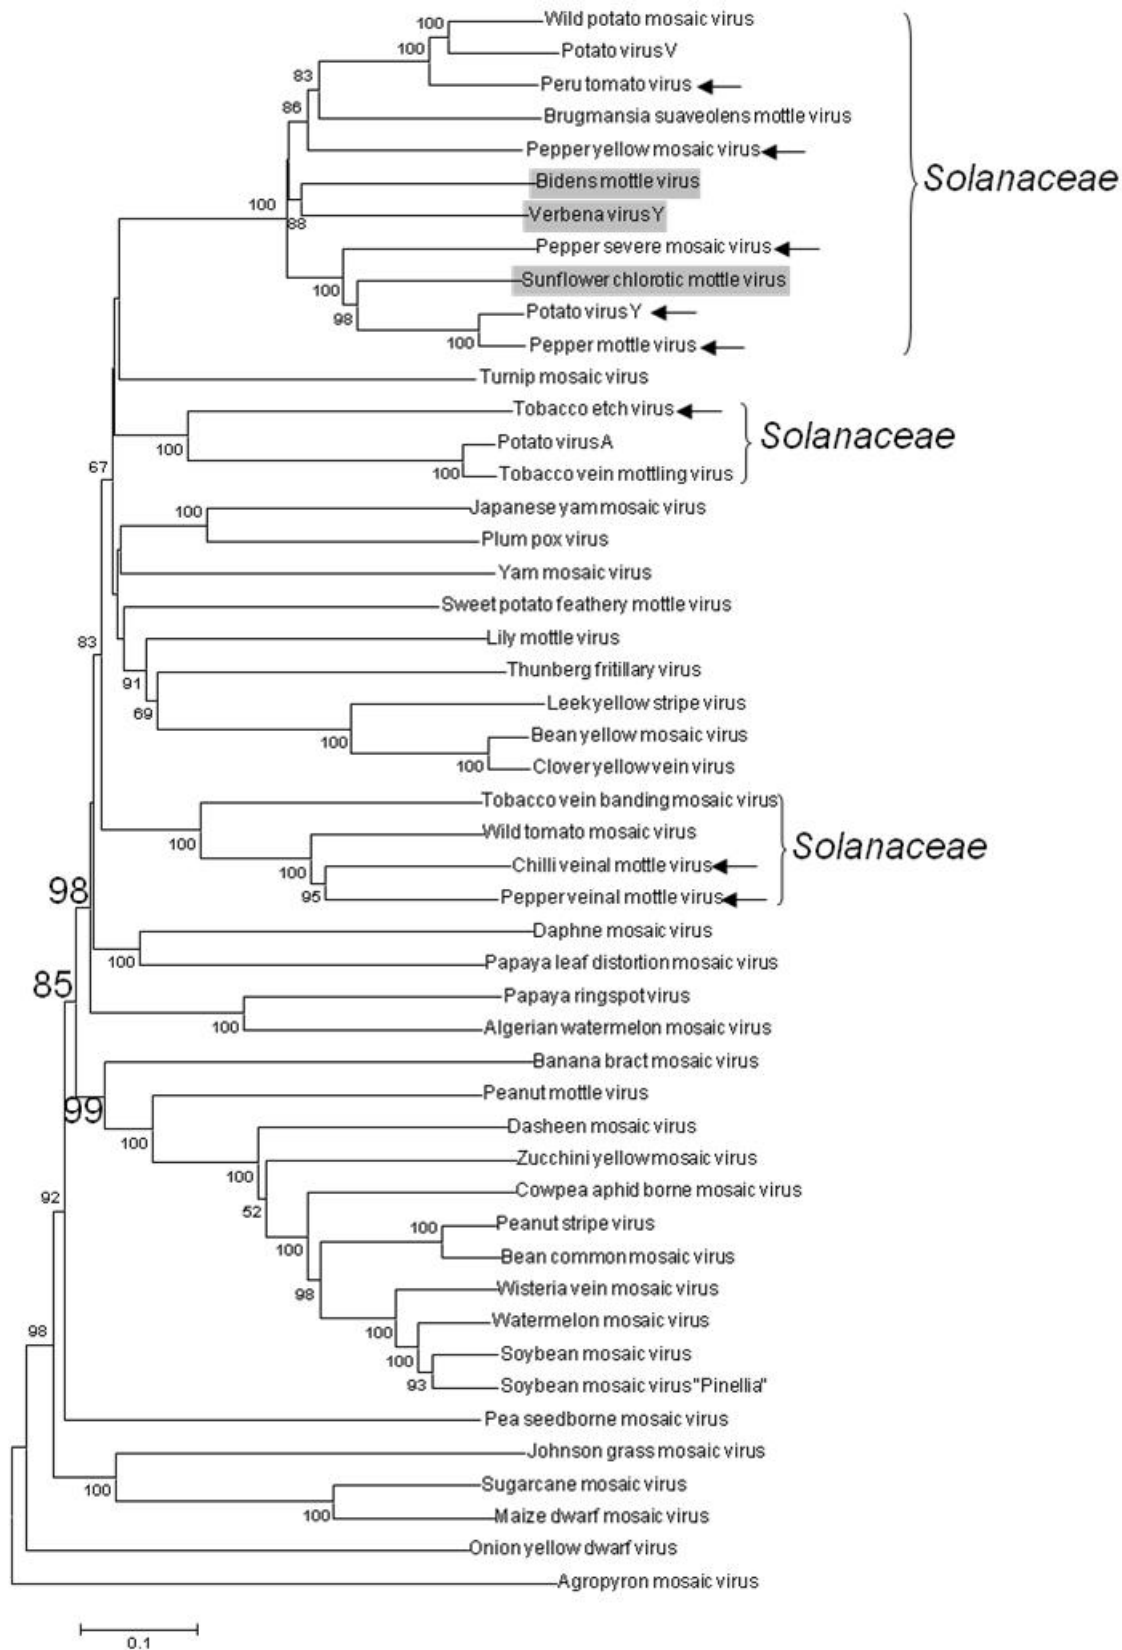 100
Wild potato mosaic virus
100
Potato virus V
83
Peru tomato virus
86
Brugmansia suaveolens mottle virus
Pepper yellow mosaic virus
Solanaceae
Bidens mottle virus
100
88
Verbena virus Y
Pepper severe mosaic virus
100
Sunflower chlorotic mottle virus
98
Potato virus Y
100
Pepper mottle virus
Turnip mosaic virus
Tobacco etch virus
100
Potato virus A
Solanaceae
67
100
Tobacco vein mottling virus
100
Japanese yam mosaic virus
Plum pox virus
Yam mosaic virus
Sweet potato feathery mottle virus
83
Lily mottle virus
91
Thunberg fritillary virus
69
Leek yellow stripe virus
100
Bean yellow mosaic virus
100
Clover yellow vein virus
Tobacco vein banding mosaic virus
100
Wild tomato mosaic virus
Solanaceae
100
Chilli veinal mottle virus
98
95
Pepper veinal mottle virus
Daphne mosaic virus
100
Papaya leaf distortion mosaic virus
85
Papaya ringspot virus
100
Algerian watermelon mosaic virus
Banana bract mosaic virus
99
Peanut mottle virus
100
Dasheen mosaic virus
100
Zucchini yellow mosaic virus
92
52
Cowpea aphid borne mosaic virus
100
Peanut stripe virus
100
Bean common mosaic virus
98
Wisteria vein mosaic virus
98
100
Watermelon mosaic virus
100
Soybean mosaic virus
93
Soybean mosaic virus "Pinellia"
Pea seedborne mosaic virus
Johnson grass mosaic virus
100
Sugarcane mosaic virus
100
Maize dwarf mosaic virus
Onion yellow dwarf virus
Agropyron mosaic virus
0.1